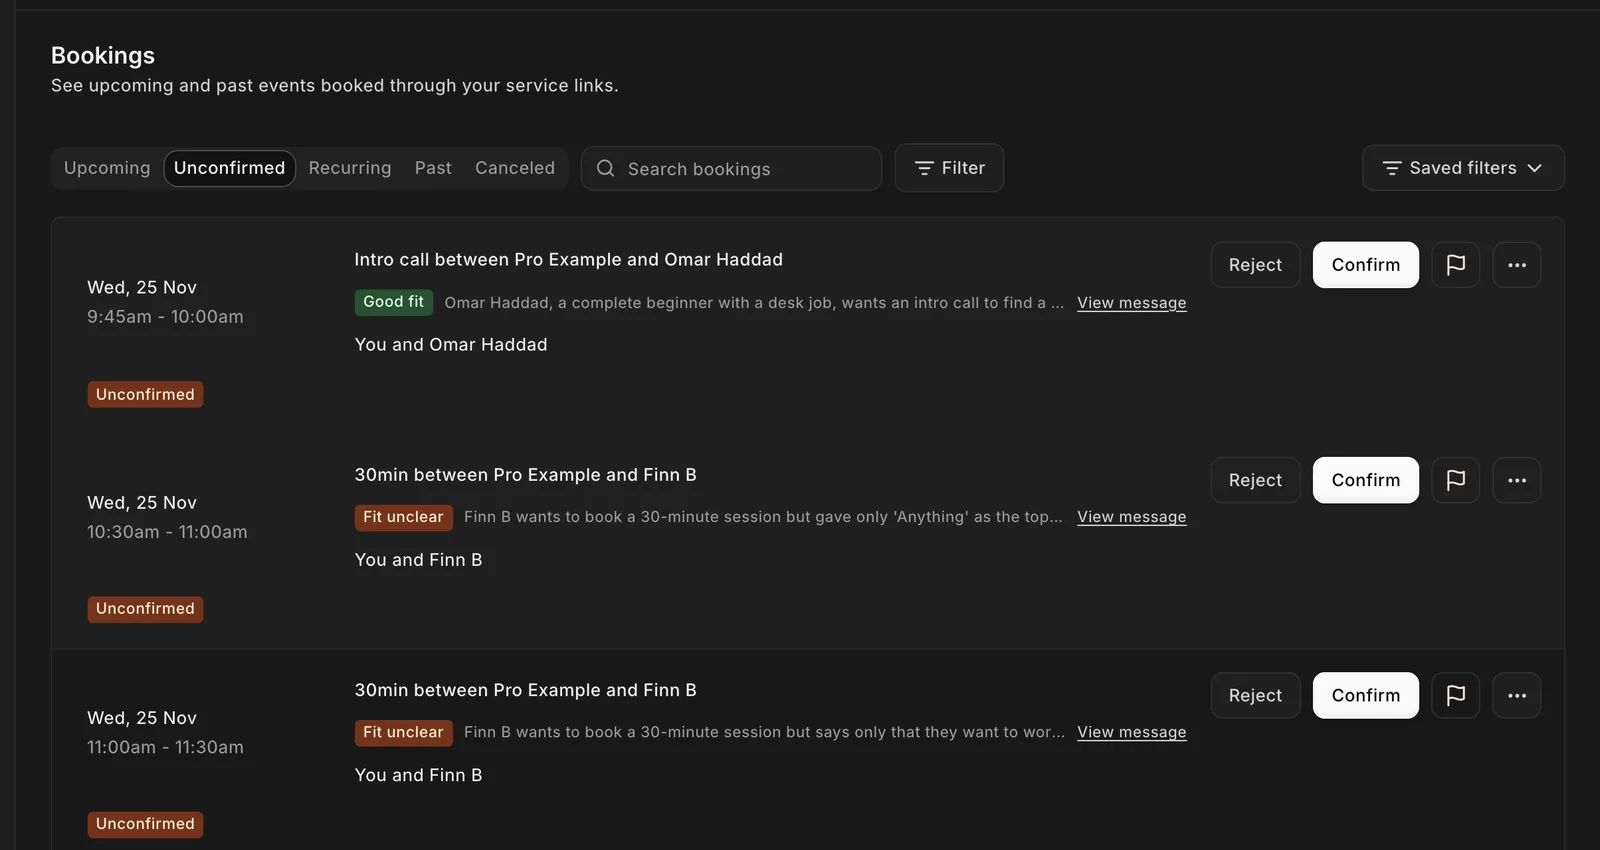 Bookings
See upcoming and past events booked through your service links.
Upcoming Unconfirmed Recurring Past Canceled Search bookings Filter Saved filters
Intro call between Pro Example and Omar Haddad
Reject Confirm
Wed, 25 Nov
9:45am - 10:00am
Good fit Omar Haddad, a complete beginner with a desk job, wants an intro call to find a ... View message
You and Omar Haddad
Unconfirmed
30min between Pro Example and Finn B
Reject Confirm
Wed, 25 Nov
10:30am - 11:00am
Fit unclear Finn B wants to book a 30-minute session but gave only 'Anything' as the top... View message
You and Finn B
Unconfirmed
30min between Pro Example and Finn B
Reject Confirm
Wed, 25 Nov
11:00am - 11:30am
Fit unclear Finn B wants to book a 30-minute session but says only that they want to wor... View message
You and Finn B
Unconfirmed